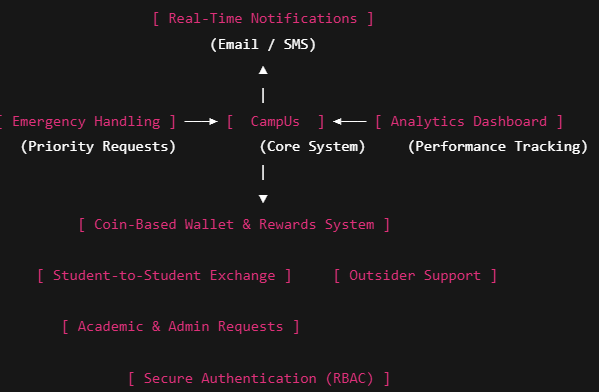 [ Real-Time Notifications ]
(Email / SMS)
[ Emergency Handling ] ──→ [ CampUs ] ←── [ Analytics Dashboard ]
(Priority Requests) (Core System) (Performance Tracking)
[ Coin-Based Wallet & Rewards System ]
[ Student-to-Student Exchange ] [ Outsider Support ]
[ Academic & Admin Requests ]
[ Secure Authentication (RBAC) ]